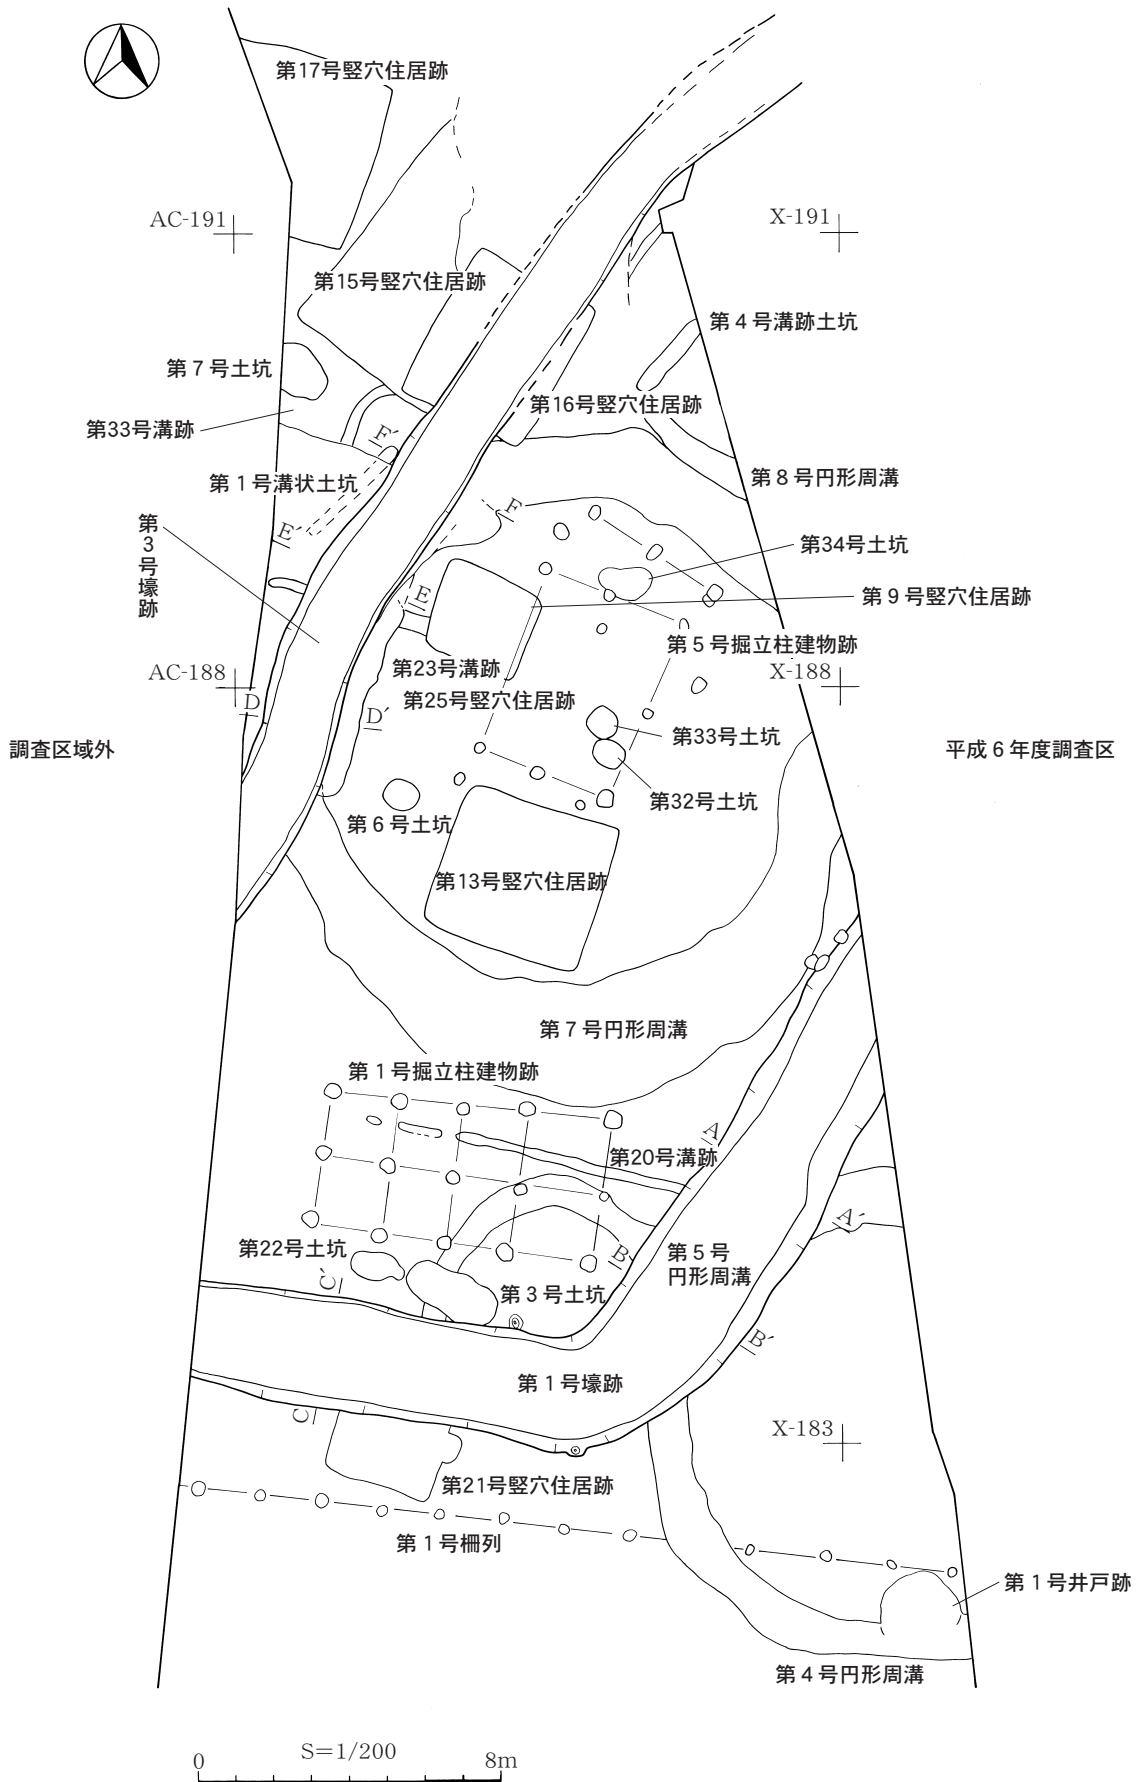 第17号竪穴住居跡
AC-191
X-191
第15号竪穴住居跡
第４号溝跡土坑
第７号土坑
第16号竪穴住居跡
第33号溝跡
F´
第８号円形周溝
第１号溝状土坑
F
第３号壕跡
E´
第34号土坑
E
第９号竪穴住居跡
第５号掘立柱建物跡
第23号溝跡
AC-188
X-188
第25号竪穴住居跡
D
D´
第33号土坑
調査区域外
平成６年度調査区
第32号土坑
第６号土坑
第13号竪穴住居跡
第７号円形周溝
第１号掘立柱建物跡
A
第20号溝跡
A´
第22号土坑
B
第５号
円形周溝
C´
第３号土坑
B´
第１号壕跡
C
X-183
第21号竪穴住居跡
第１号柵列
第１号井戸跡
第４号円形周溝
S=1/200
0
8m